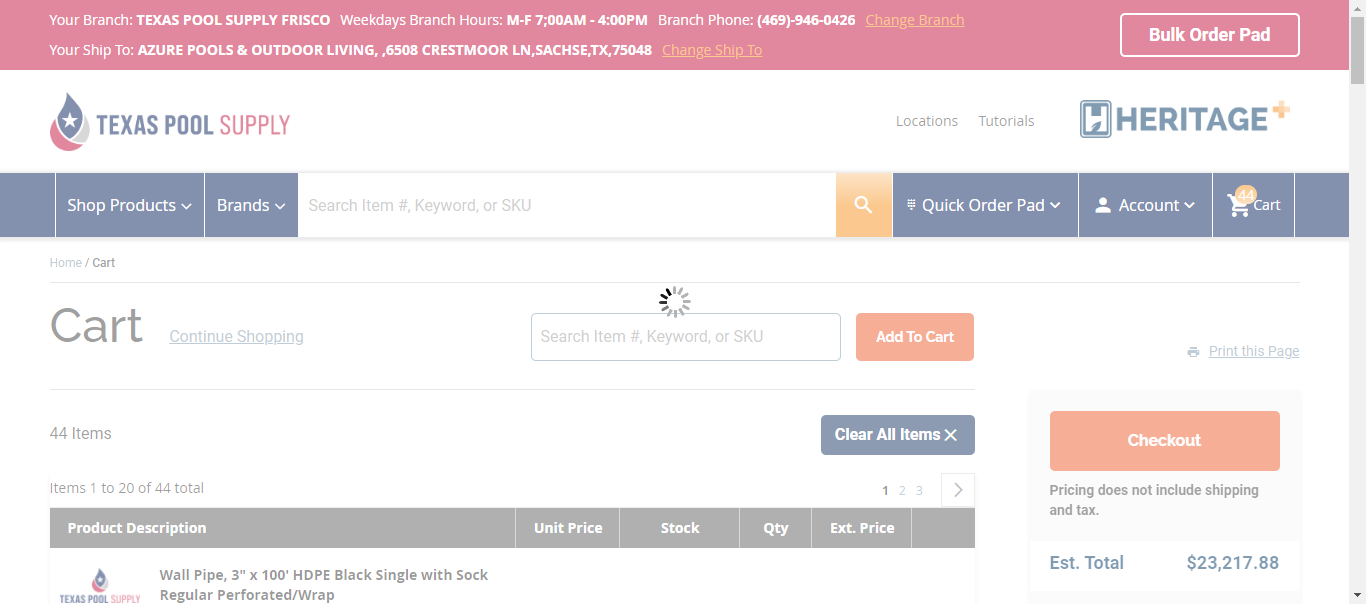 Your Branch: TEXAS POOL SUPPLY FRISCO Weekdays Branch Hours: M-F 7;00AM - 4:00PM Branch Phone: (469)-946-0426 Change Branch
Your Ship To: AZURE POOLS & OUTDOOR LIVING, ,6508 CRESTMOOR LN,SACHSE,TX,75048 Change Ship To
Bulk Order Pad
TEXAS POOL SUPPLY
Locations Tutorials
HERITAGE+
Shop Products Brands Search Item #, Keyword, or SKU Quick Order Pad Account 44 Cart
Home / Cart
Cart Continue Shopping
Search Item #, Keyword, or SKU Add To Cart
Print this Page
44 Items
Clear All Items
Checkout
Items 1 to 20 of 44 total
1 2 3
Pricing does not include shipping
and tax.
Product Description Unit Price Stock Qty Ext. Price
Est. Total $23,217.88
Wall Pipe, 3" x 100' HDPE Black Single with Sock
Regular Perforated/Wrap
TEXAS POOL SUPPLY